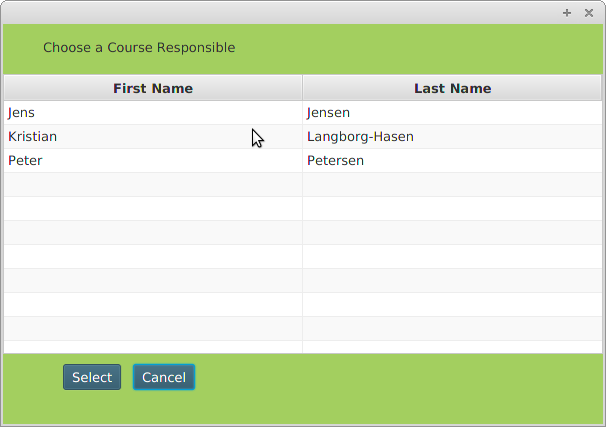 Choose a Course Responsible
First Name Last Name
Jens Jensen
Kristian Langborg-Hasen
Peter Petersen
Select Cancel